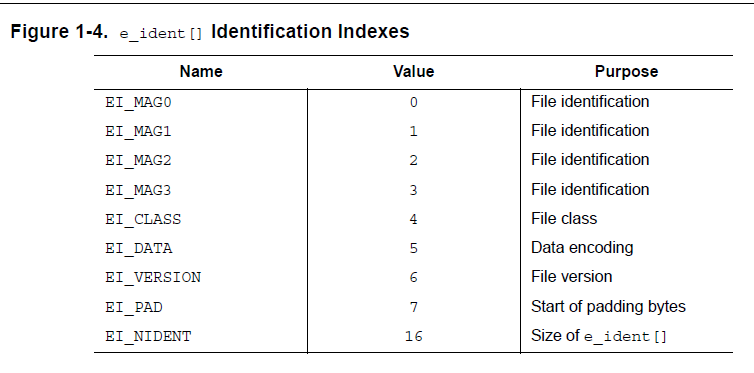 Figure 1-4. e_ident[] Identification Indexes
Name Value Purpose
EI_MAG0 0 File identification
EI_MAG1 1 File identification
EI_MAG2 2 File identification
EI_MAG3 3 File identification
EI_CLASS 4 File class
EI_DATA 5 Data encoding
EI_VERSION 6 File version
EI_PAD 7 Start of padding bytes
EI_NIDENT 16 Size of e_ident[]